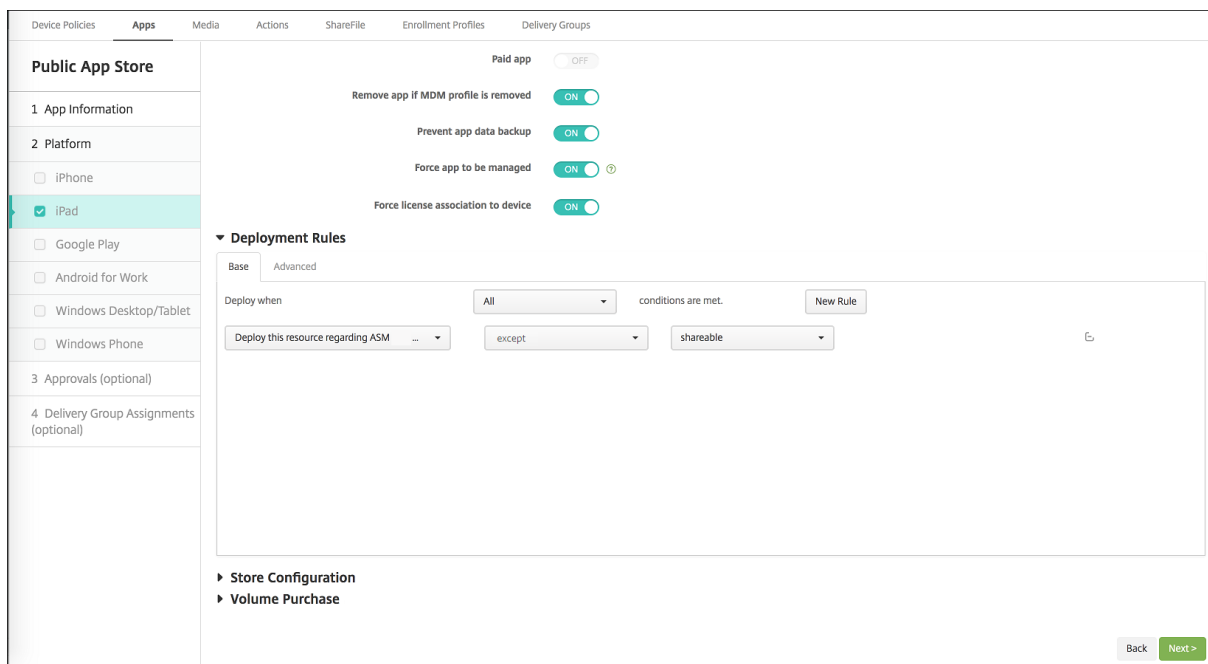 Device Policies Apps Media Actions ShareFile Enrollment Profiles Delivery Groups
Public App Store
1 App Information
2 Platform
iPhone
iPad
Google Play
Android for Work
Windows Desktop/Tablet
Windows Phone
3 Approvals (optional)
4 Delivery Group Assignments
(optional)
Paid app OFF
Remove app if MDM profile is removed ON
Prevent app data backup ON
Force app to be managed ON ?
Force license association to device ON
Deployment Rules
Base Advanced
Deploy when All conditions are met. New Rule
Deploy this resource regarding ASM ... except shareable
Store Configuration
Volume Purchase
Back Next >